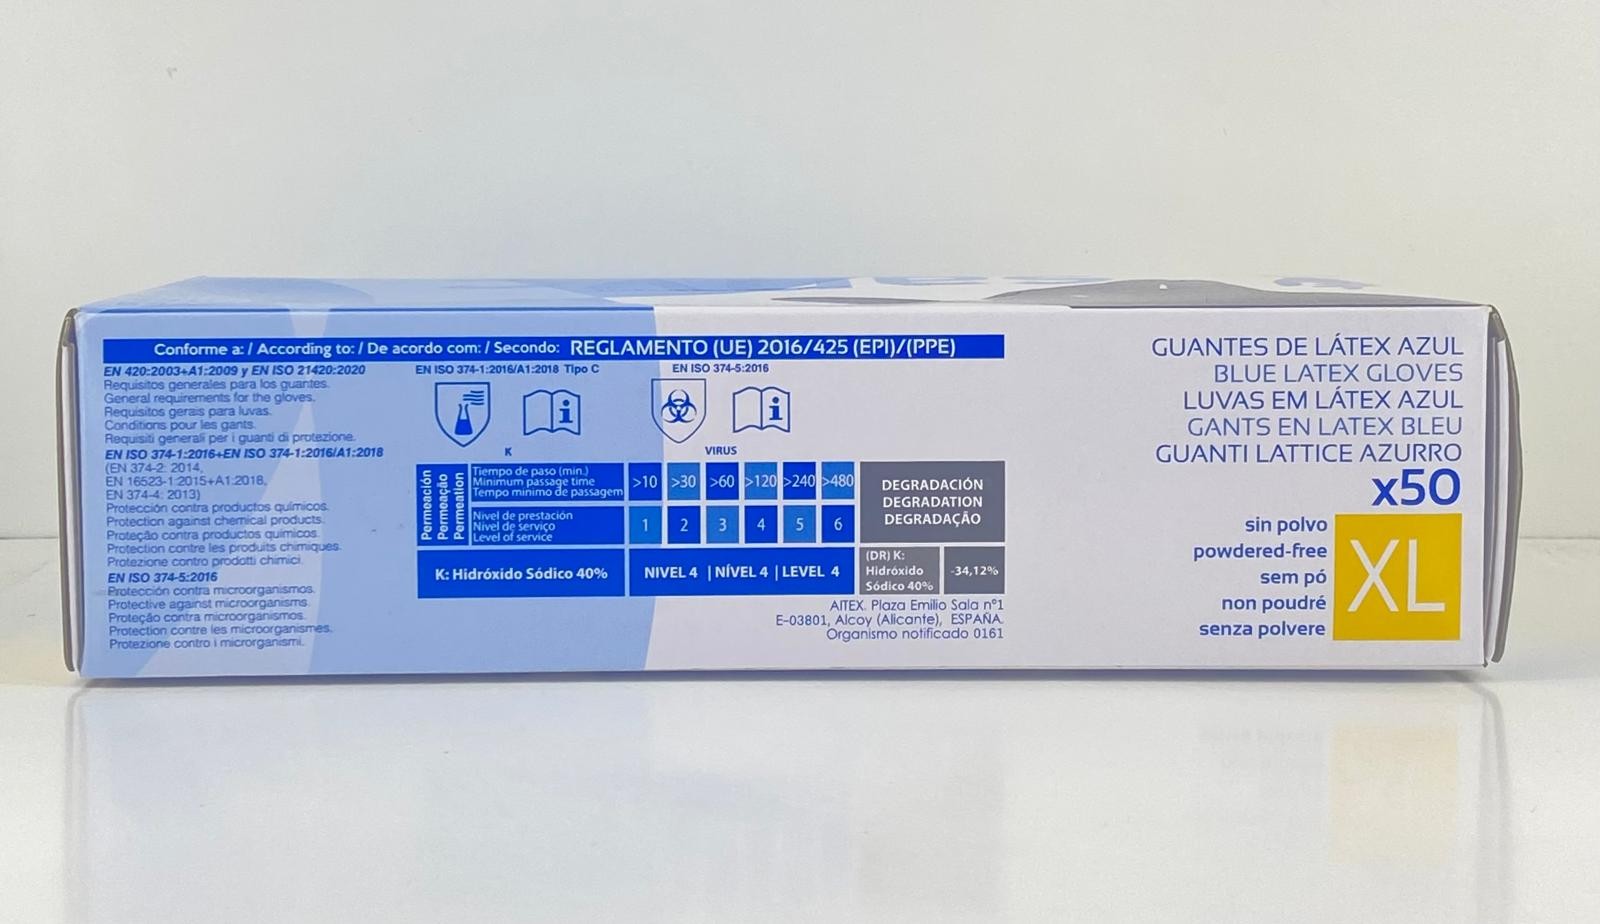 Conforme a: / According to: / De acordo com: / Secondo: REGLAMENTO (UE) 2016/425 (EPI)/(PPE)
EN 420:2003+A1:2009 y EN ISO 21420:2020
Requisitos generales para los guantes.
General requirements for the gloves.
Requisitos gerais para luvas.
Conditions pour les gants.
Requisiti generali per i guanti di protezione.
EN ISO 374-1:2016+EN ISO 374-1:2016/A1:2018
(EN 374-2: 2014,
EN 16523-1:2015+A1:2018,
EN 374-4: 2013)
Protección contra productos químicos.
Protection against chemical products.
Proteção contra productos quimicos.
Protection contre les produits chimiques.
Protezione contro prodotti chimici.
EN ISO 374-5:2016
Protección contra microorganismos.
Protective against microorganisms.
Proteção contra microorganismos.
Protection contre les microorganismes.
Protezione contro i microrganismi.
EN ISO 374-1:2016/A1:2018 Tipo C
K
EN ISO 374-5:2016
VIRUS
Permeación
Permeação
Permeation
Tiempo de paso (min.)
Minimum passage time
Tempo minimo de passagem
>10 >30 >60 >120 >240 >480
Nivel de prestación
Nivel de serviço
Level of service
1 2 3 4 5 6
K: Hidróxido Sódico 40%
NIVEL 4 | NÍVEL 4 | LEVEL 4
DEGRADACIÓN
DEGRADATION
DEGRADAÇÃO
(DR) K:
Hidróxido
Sódico 40%
-34,12%
AITEX. Plaza Emilio Sala nº1
E-03801, Alcoy (Alicante), ESPAÑA.
Organismo notificado 0161
GUANTES DE LÁTEX AZUL
BLUE LATEX GLOVES
LUVAS EM LÁTEX AZUL
GANTS EN LATEX BLEU
GUANTI LATTICE AZURRO
x50
sin polvo
powdered-free
sem pó
non poudré
senza polvere
XL